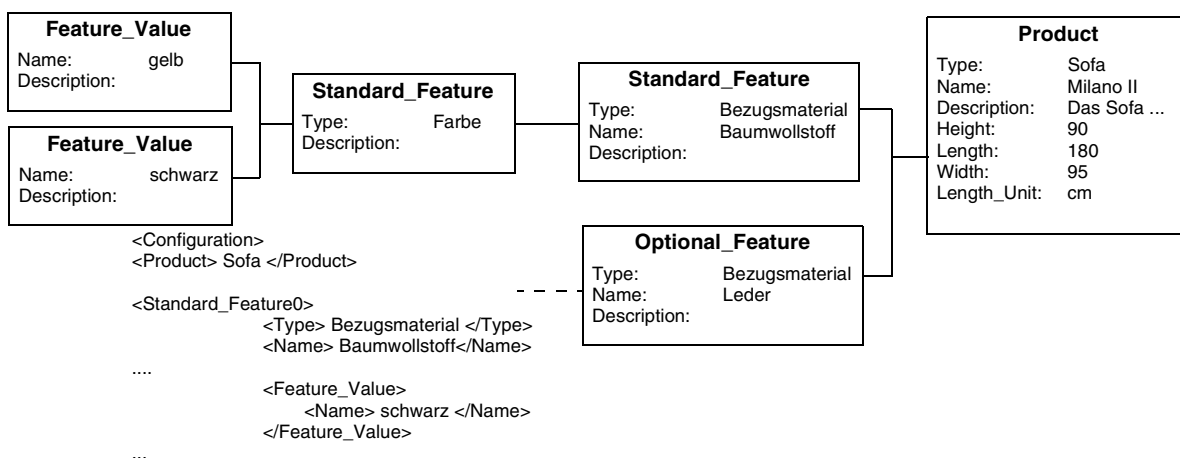 Feature_Value
Name: gelb
Description:
Feature_Value
Name: schwarz
Description:
Standard_Feature
Type: Farbe
Description:
Standard_Feature
Type: Bezugsmaterial
Name: Baumwollstoff
Description:
Optional_Feature
Type: Bezugsmaterial
Name: Leder
Description:
Product
Type: Sofa
Name: Milano II
Description: Das Sofa ...
Height: 90
Length: 180
Width: 95
Length_Unit: cm
<Configuration>
<Product> Sofa </Product>
<Standard_Feature0>
<Type> Bezugsmaterial </Type>
<Name> Baumwollstoff</Name>
....
<Feature_Value>
<Name> schwarz </Name>
</Feature_Value>
...